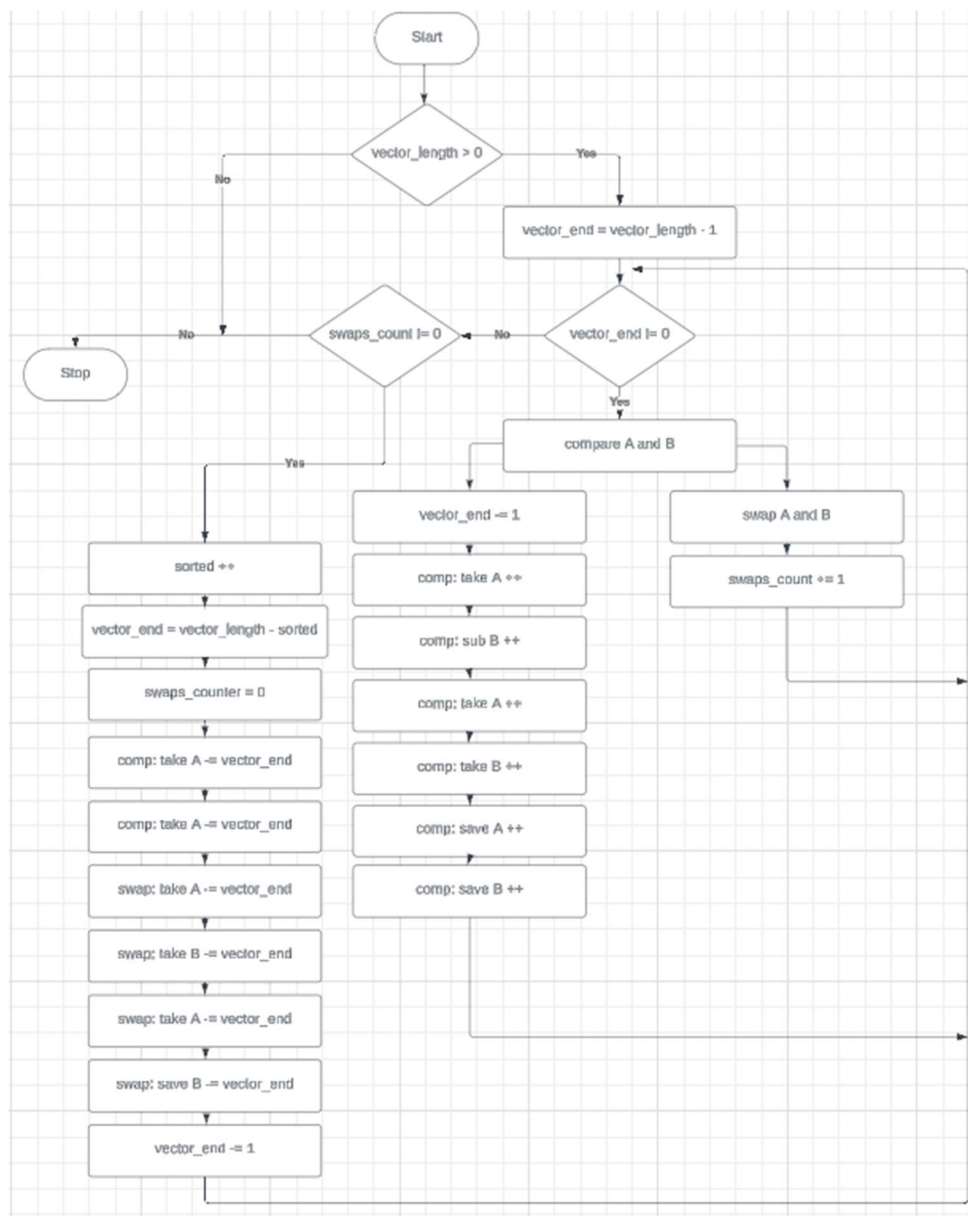 Start
vector_length > 0
No
Yes
vector_end = vector_length - 1
No
swaps_count != 0
No
vector_end != 0
Stop
Yes
compare A and B
Yes
vector_end -= 1
swap A and B
sorted ++
comp: take A ++
swaps_count += 1
vector_end = vector_length - sorted
comp: sub B ++
swaps_counter = 0
comp: take A ++
comp: take A -= vector_end
comp: take B ++
comp: take A -= vector_end
comp: save A ++
swap: take A -= vector_end
comp: save B ++
swap: take B -= vector_end
swap: take A -= vector_end
swap: save B -= vector_end
vector_end -= 1